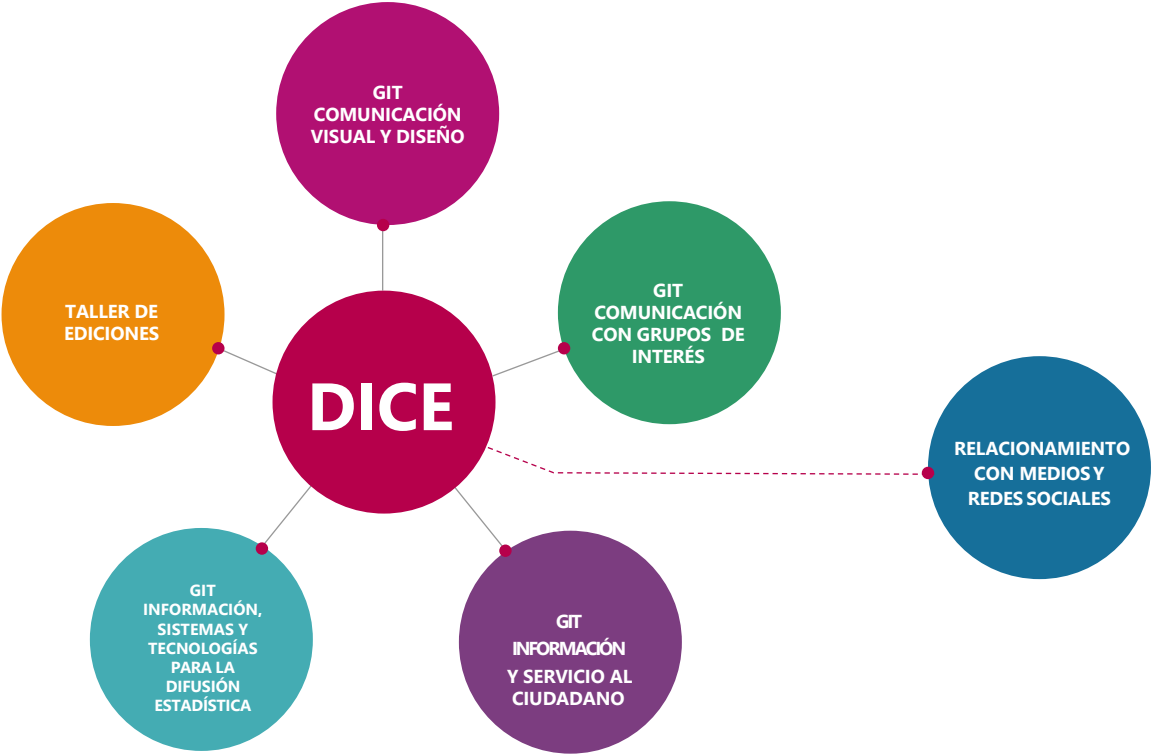 GIT
COMUNICACIÓN
VISUAL Y DISEÑO
TALLER DE
EDICIONES
GIT
COMUNICACIÓN
CON GRUPOS DE
INTERÉS
DICE
RELACIONAMIENTO
CON MEDIOS Y
REDES SOCIALES
GIT
INFORMACIÓN,
SISTEMAS Y
TECNOLOGÍAS
PARA LA
DIFUSIÓN
ESTADÍSTICA
GIT
INFORMACIÓN
Y SERVICIO AL
CIUDADANO